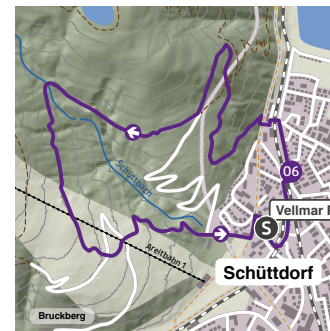 06
Schüttbach
Vellmar
S
Areitbahn 1
Schüttdorf
Bruckberg